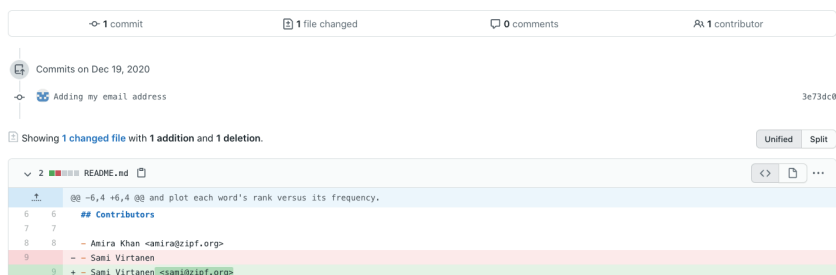 1 commit 1 file changed 0 comments 1 contributor
Commits on Dec 19, 2020
Adding my email address 3e73dc0
Showing 1 changed file with 1 addition and 1 deletion. Unified Split
2 README.md <> ...
@@ -6,4 +6,4 @@ and plot each word's rank versus its frequency.
6 6 ## Contributors
7 7
8 8 - Amira Khan <amira@zipf.org>
9 - - Sami Virtanen
9 + - Sami Virtanen <sami@zipf.org>